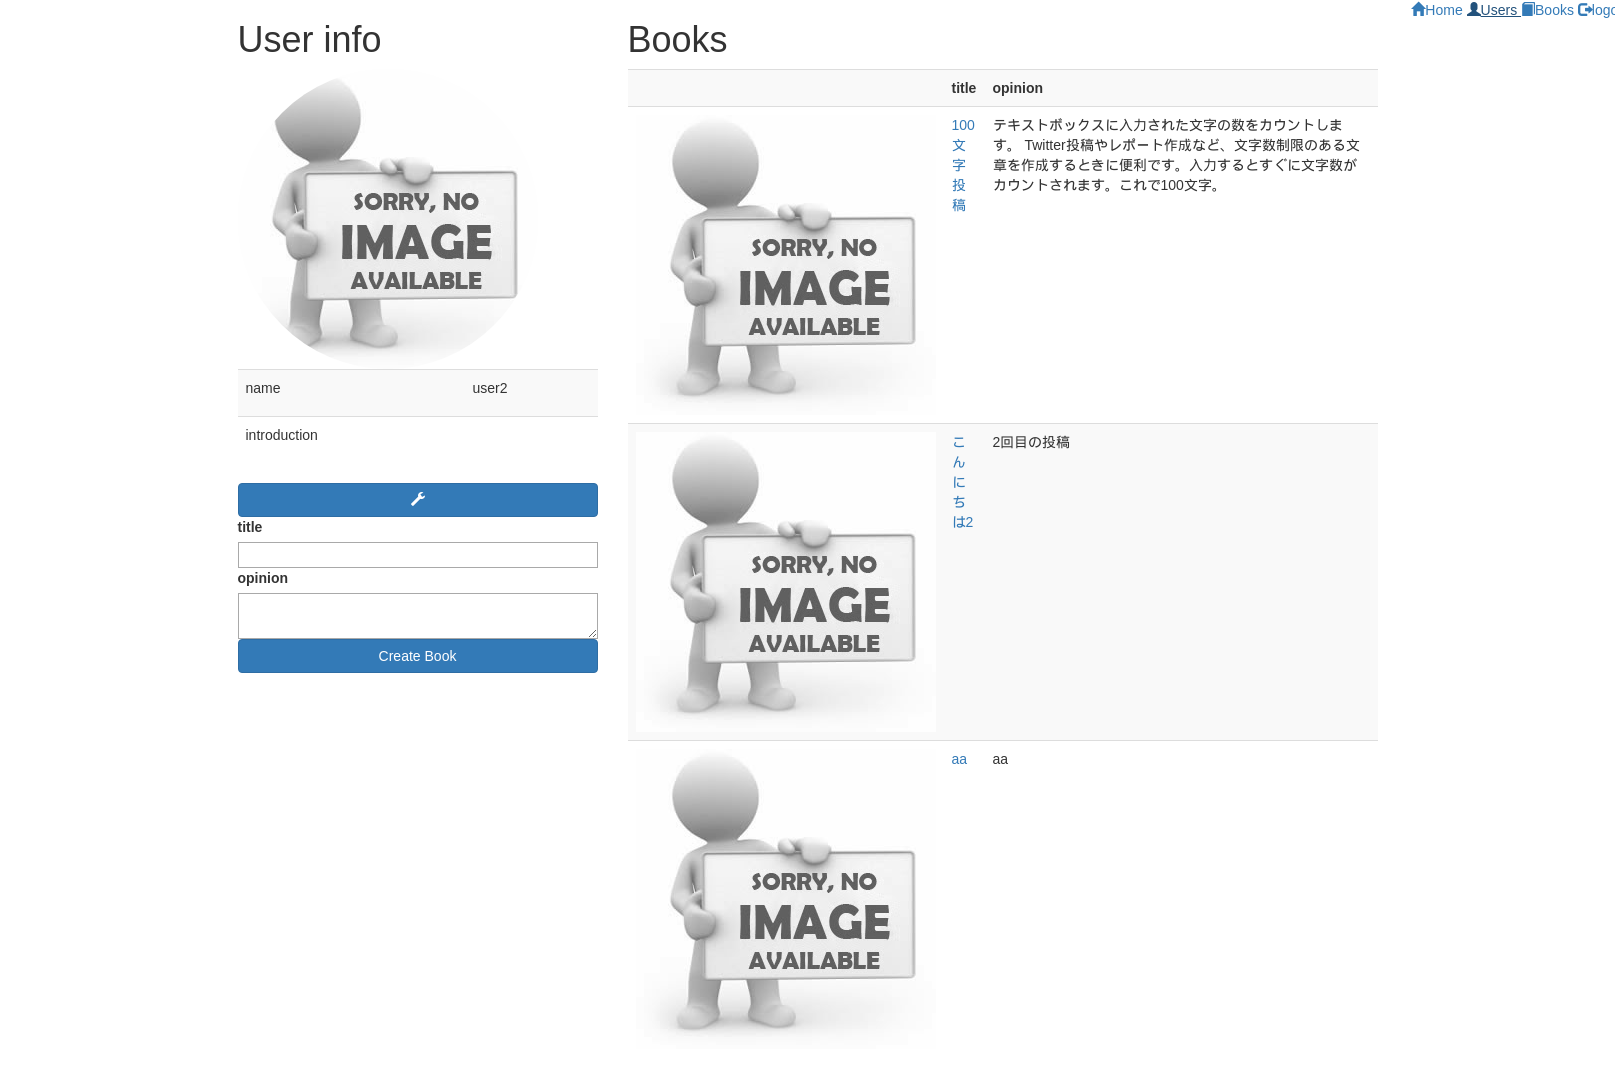 Home Users Books logo
User info
SORRY, NO
IMAGE
AVAILABLE
name user2
introduction
title
opinion
Create Book
Books
title opinion
SORRY, NO
IMAGE
AVAILABLE
100
文
字
投
稿
テキストボックスに入力された文字の数をカウントしま
す。 Twitter投稿やレポート作成など、文字数制限のある文
章を作成するときに便利です。入力するとすぐに文字数が
カウントされます。これで100文字。
SORRY, NO
IMAGE
AVAILABLE
こ
ん
に
ち
は2
2回目の投稿
SORRY, NO
IMAGE
AVAILABLE
aa aa